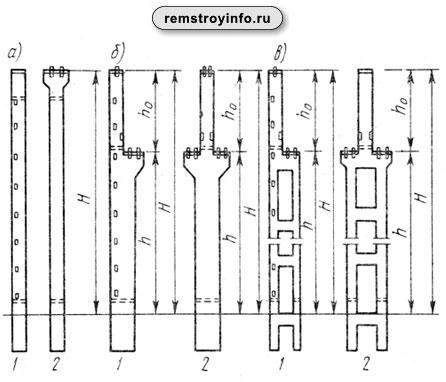 remstroyinfo.ru
а) б) в)
h₀ h₀ h₀ h₀
H H H H H
h h h h
1 2 1 2 1 2